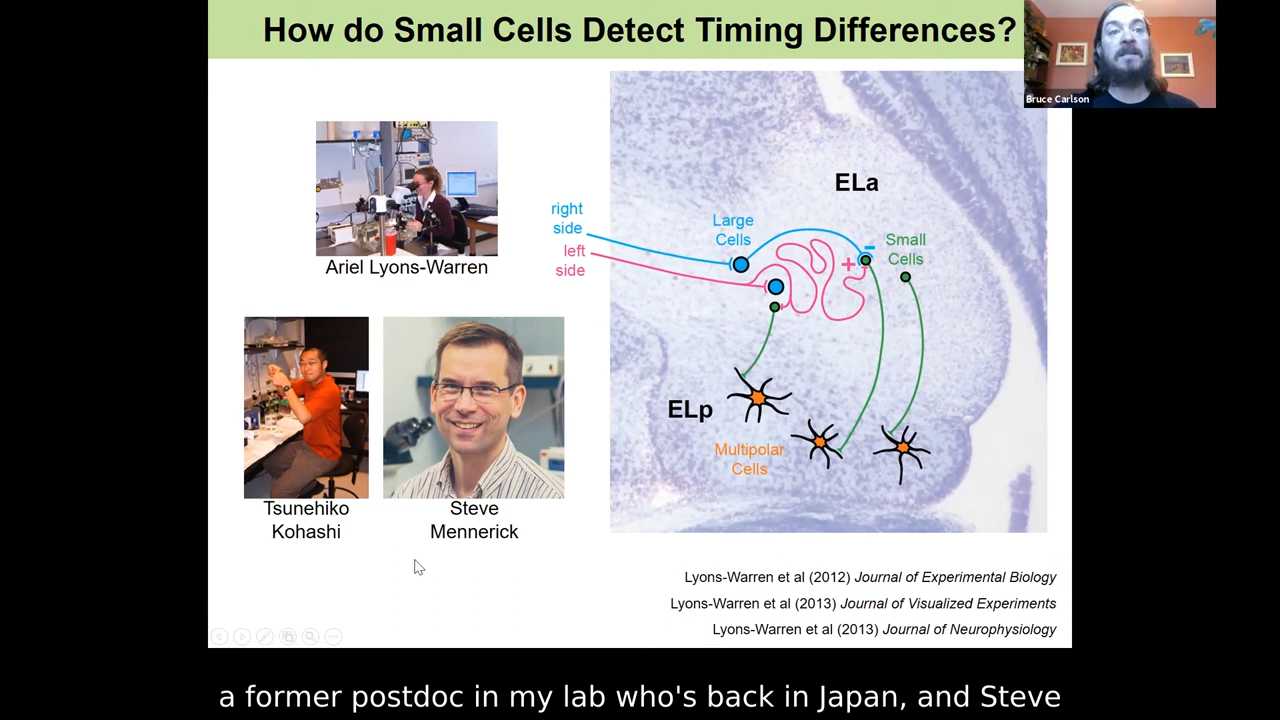 How do Small Cells Detect Timing Differences?
Bruce Carlson
Ariel Lyons-Warren
Tsunehiko
Kohashi
Steve
Mennerick
right
side
left
side
Large
Cells
ELa
Small
Cells
+
-
ELp
Multipolar
Cells
Lyons-Warren et al (2012) Journal of Experimental Biology
Lyons-Warren et al (2013) Journal of Visualized Experiments
Lyons-Warren et al (2013) Journal of Neurophysiology
a former postdoc in my lab who's back in Japan, and Steve